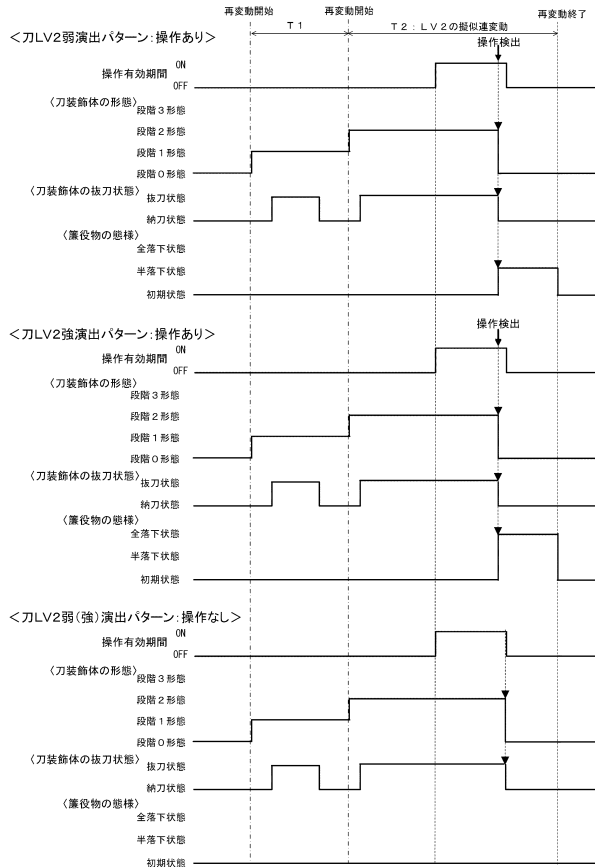 再変動開始 再変動開始 再変動終了
T1 T2:LV2の擬似連変動
<刀LV2弱演出パターン:操作あり> 操作検出
操作有効期間 ON
OFF
〈刀装飾体の形態〉
段階3形態
段階2形態
段階1形態
段階0形態
〈刀装飾体の抜刀状態〉
抜刀状態
納刀状態
〈簾役物の態様〉
全落下状態
半落下状態
初期状態
<刀LV2強演出パターン:操作あり> 操作検出
操作有効期間 ON
OFF
〈刀装飾体の形態〉
段階3形態
段階2形態
段階1形態
段階0形態
〈刀装飾体の抜刀状態〉
抜刀状態
納刀状態
〈簾役物の態様〉
全落下状態
半落下状態
初期状態
<刀LV2弱(強)演出パターン:操作なし>
操作有効期間 ON
OFF
〈刀装飾体の形態〉
段階3形態
段階2形態
段階1形態
段階0形態
〈刀装飾体の抜刀状態〉
抜刀状態
納刀状態
〈簾役物の態様〉
全落下状態
半落下状態
初期状態